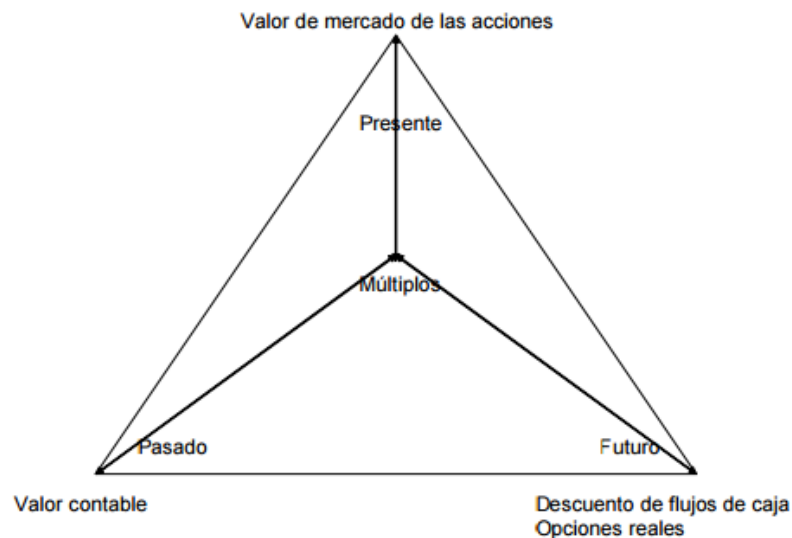 Valor de mercado de las acciones
Presente
Múltiplos
Pasado
Futuro
Valor contable
Descuento de flujos de caja
Opciones reales